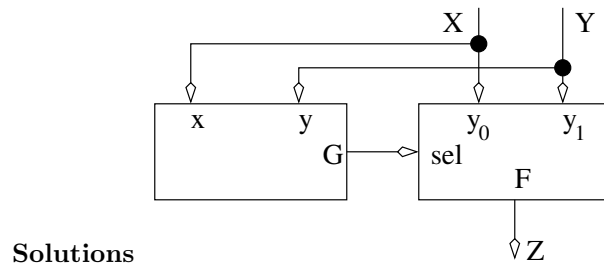 X Y
x y y₀ y₁
G sel
F
Solutions Z